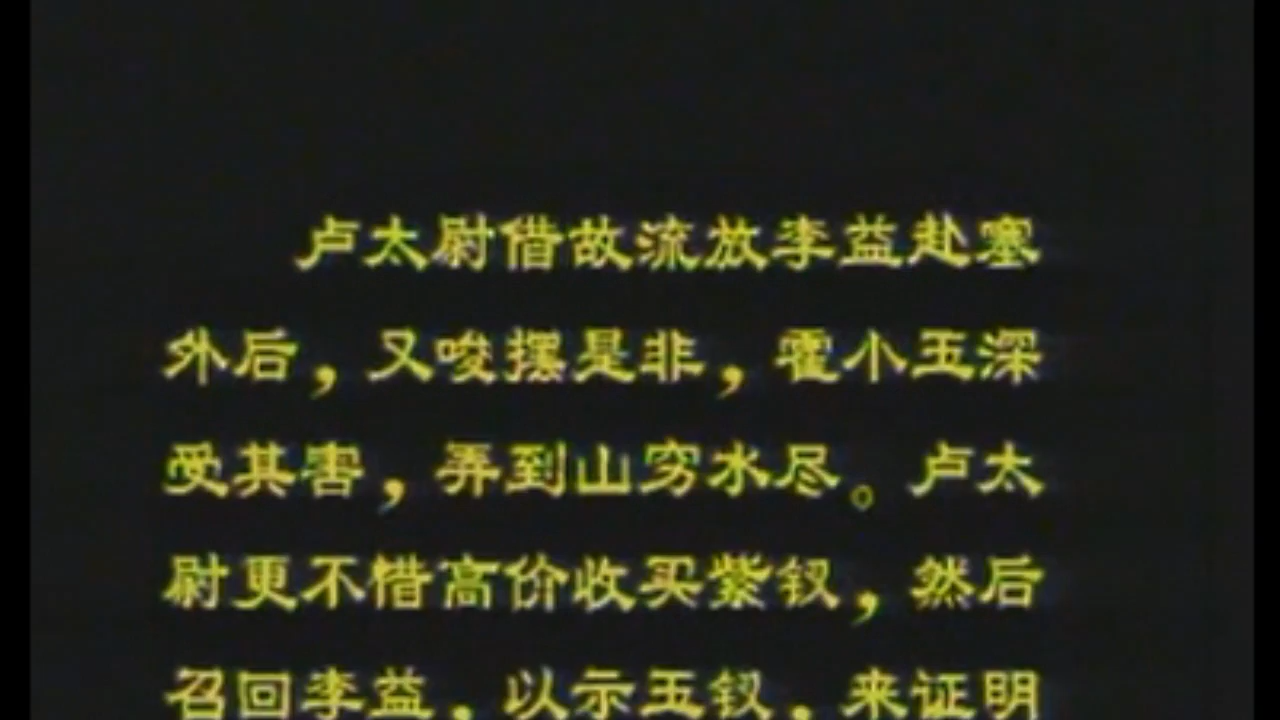 卢太尉借故流放李益赴塞
外后，又唆摆是非，霍小玉深
受其害，弄到山穷水尽。卢太
尉更不惜高价收买紫钗，然后
召回李益，以示玉钗，来证明